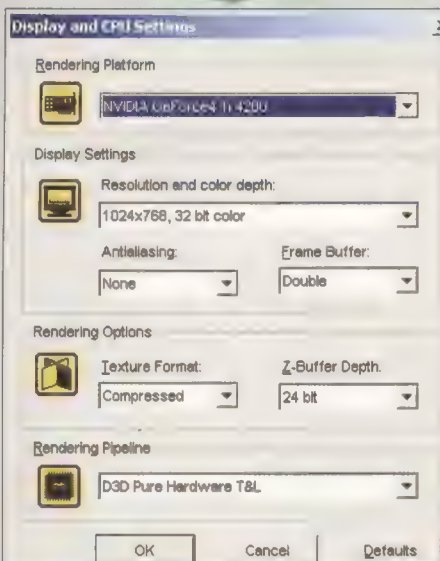 Display and CPU Settings
Rendering Platform
NVIDIA GeForce4 Ti 4200
Display Settings
Resolution and color depth:
1024x768, 32 bit color
Antialiasing:
Frame Buffer:
None
Double
Rendering Options
Texture Format:
Z-Buffer Depth.
Compressed
24 bit
Rendering Pipeline
D3D Pure Hardware T&L
OK
Cancel
Defaults